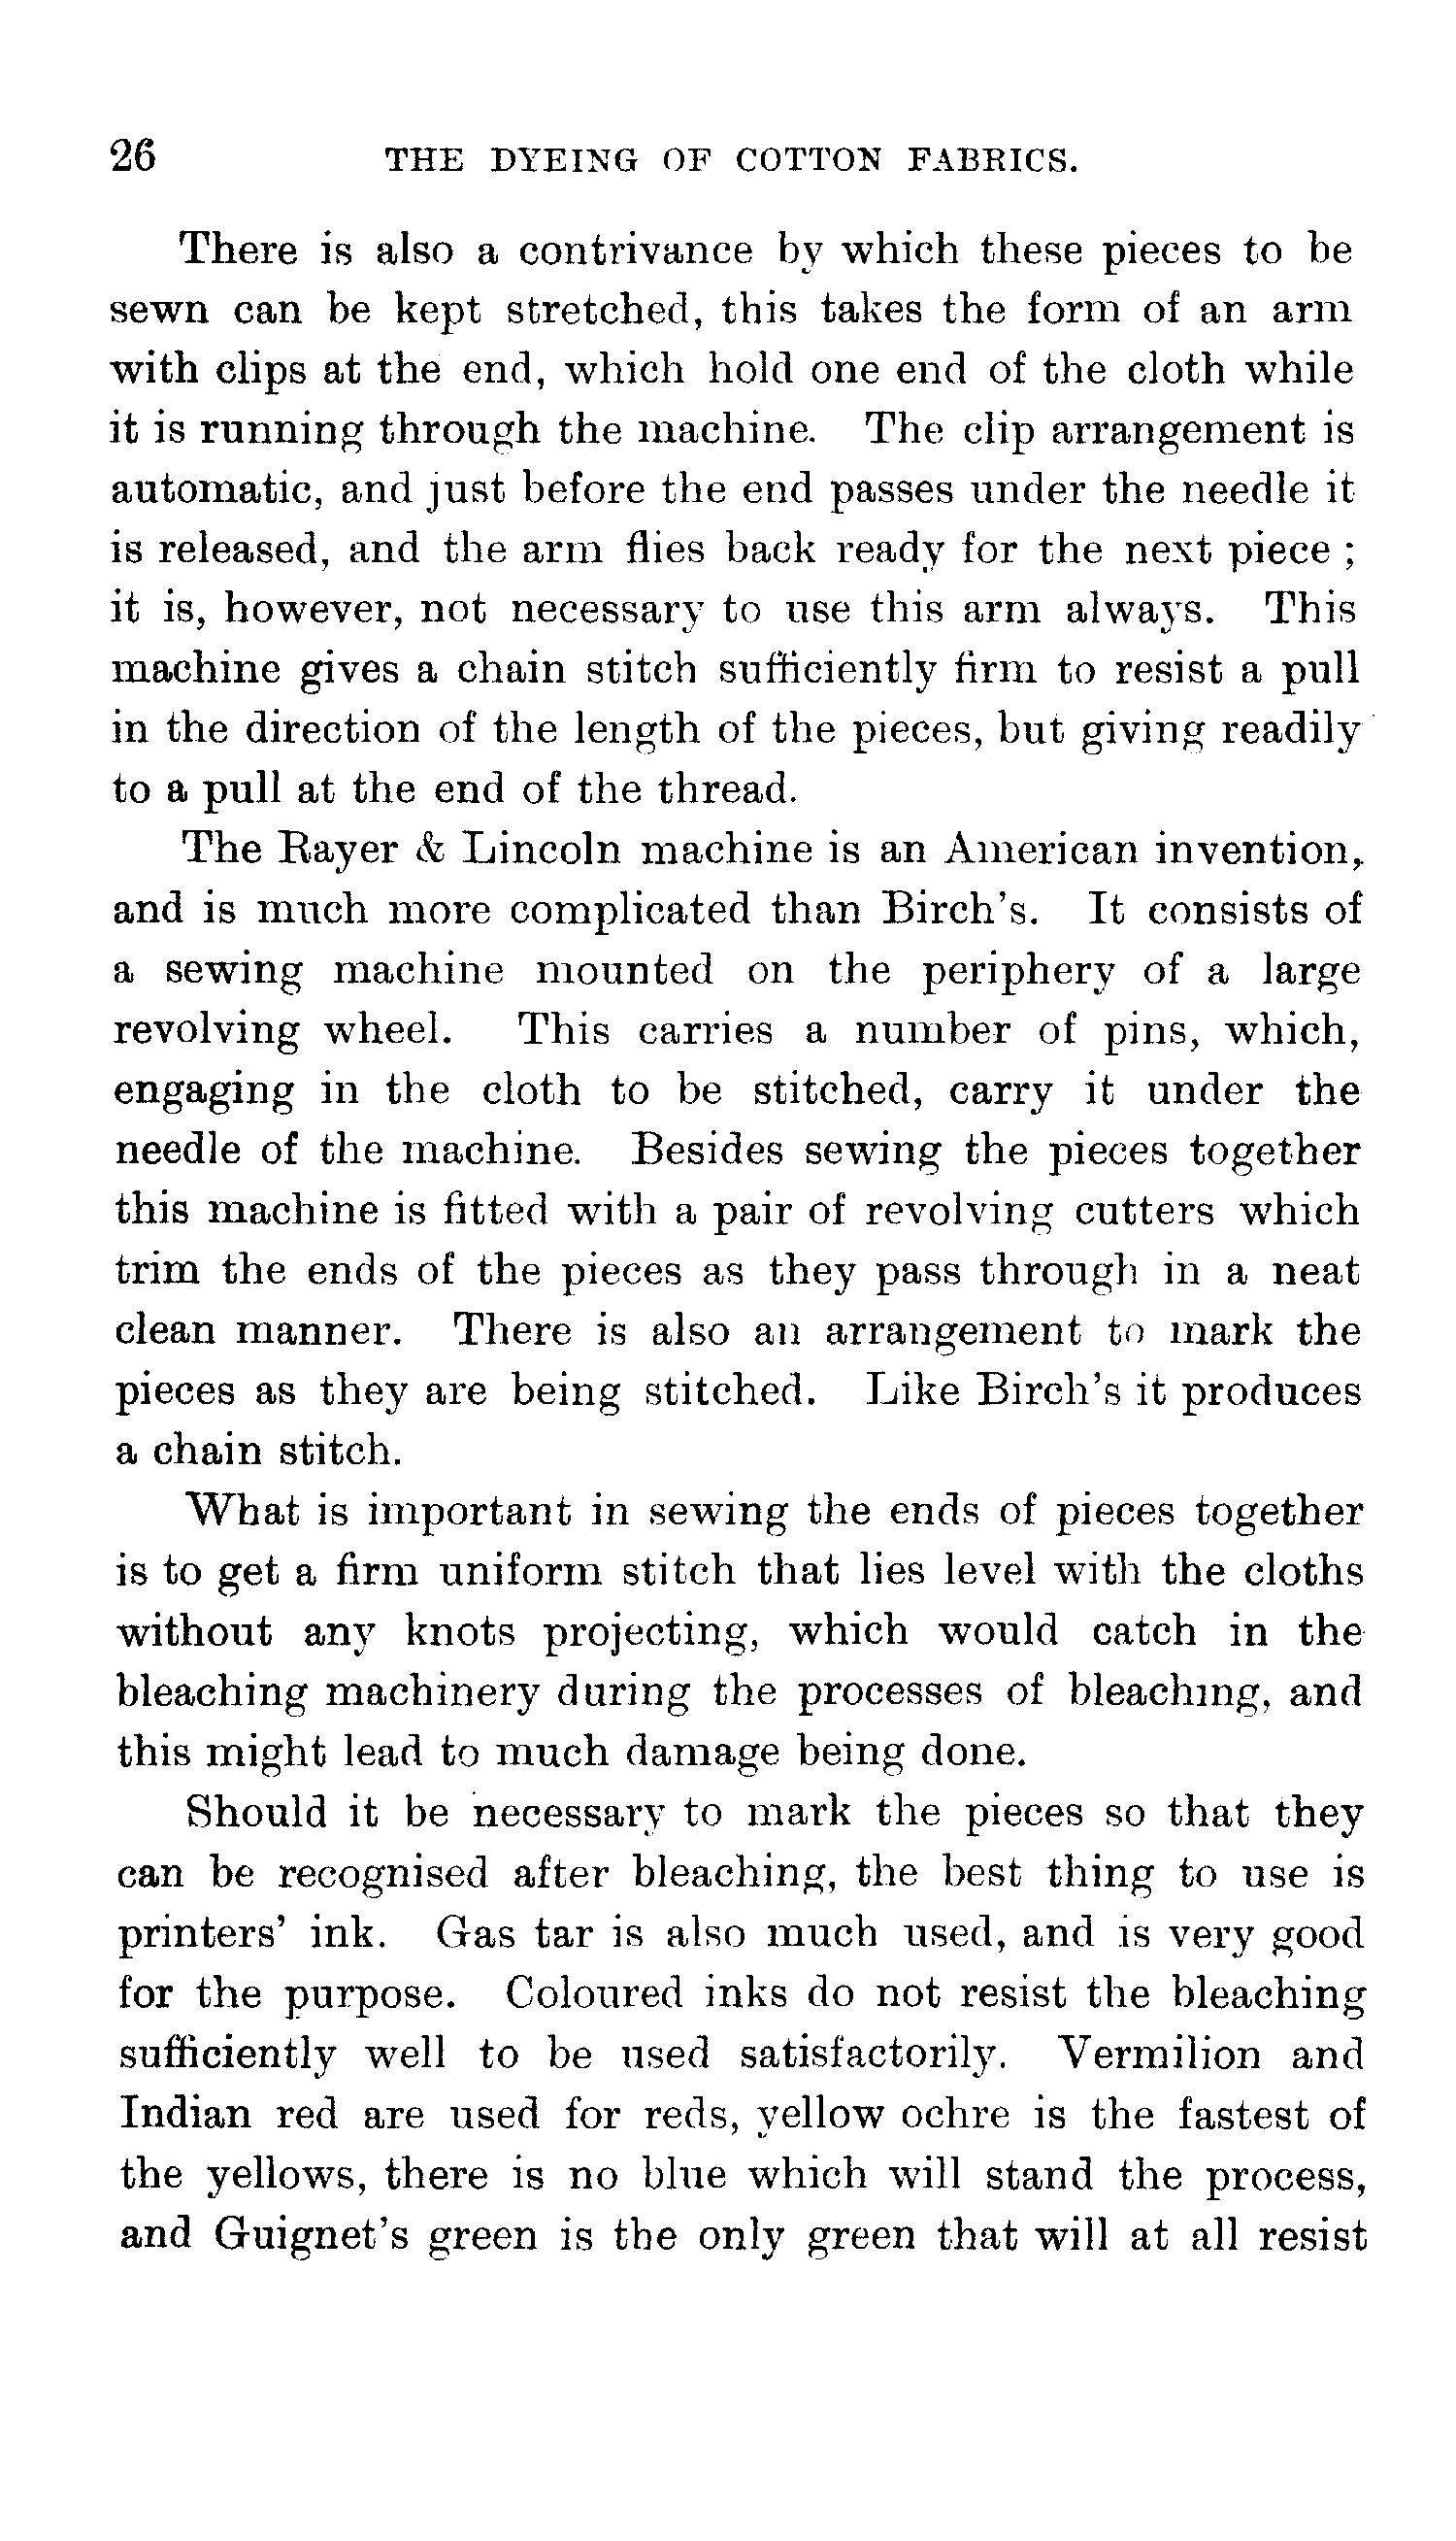 26 THE DYEING OF COTTON FABRICS.
There is also a contrivance by which these pieces to be
sewn can be kept stretched, this takes the form of an arm
with clips at the end, which hold one end of the cloth while
it is running through the machine. The clip arrangement is
automatic, and just before the end passes under the needle it
is released, and the arm flies back ready for the next piece ;
it is, however, not necessary to use this arm always. This
machine gives a chain stitch sufficiently firm to resist a pull
in the direction of the length of the pieces, but giving readily
to a pull at the end of the thread.
The Rayer & Lincoln machine is an American invention,
and is much more complicated than Birch's. It consists of
a sewing machine mounted on the periphery of a large
revolving wheel. This carries a number of pins, which,
engaging in the cloth to be stitched, carry it under the
needle of the machine. Besides sewing the pieces together
this machine is fitted with a pair of revolving cutters which
trim the ends of the pieces as they pass through in a neat
clean manner. There is also an arrangement to mark the
pieces as they are being stitched. Like Birch's it produces
a chain stitch.
What is important in sewing the ends of pieces together
is to get a firm uniform stitch that lies level with the cloths
without any knots projecting, which would catch in the
bleaching machinery during the processes of bleaching, and
this might lead to much damage being done.
Should it be necessary to mark the pieces so that they
can be recognised after bleaching, the best thing to use is
printers' ink. Gas tar is also much used, and is very good
for the purpose. Coloured inks do not resist the bleaching
sufficiently well to be used satisfactorily. Vermilion and
Indian red are used for reds, yellow ochre is the fastest of
the yellows, there is no blue which will stand the process,
and Guignet's green is the only green that will at all resist